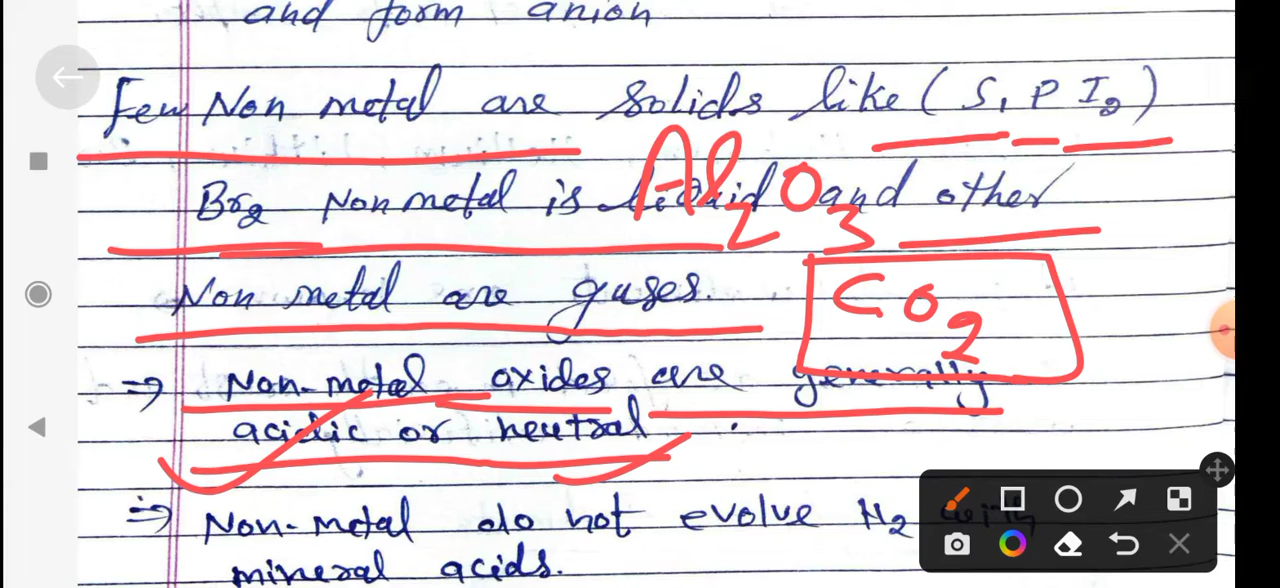 and form anion
Few Non metal are Solids like ( S, P I2 )
Br2 Nonmetal is liquid and other
Al2O3
Non metal are gases.
CO2
⇒ Non-metal oxides are generally
acidic or neutral .
⇒ Non-metal do not evolve H2 with
mineral acids.